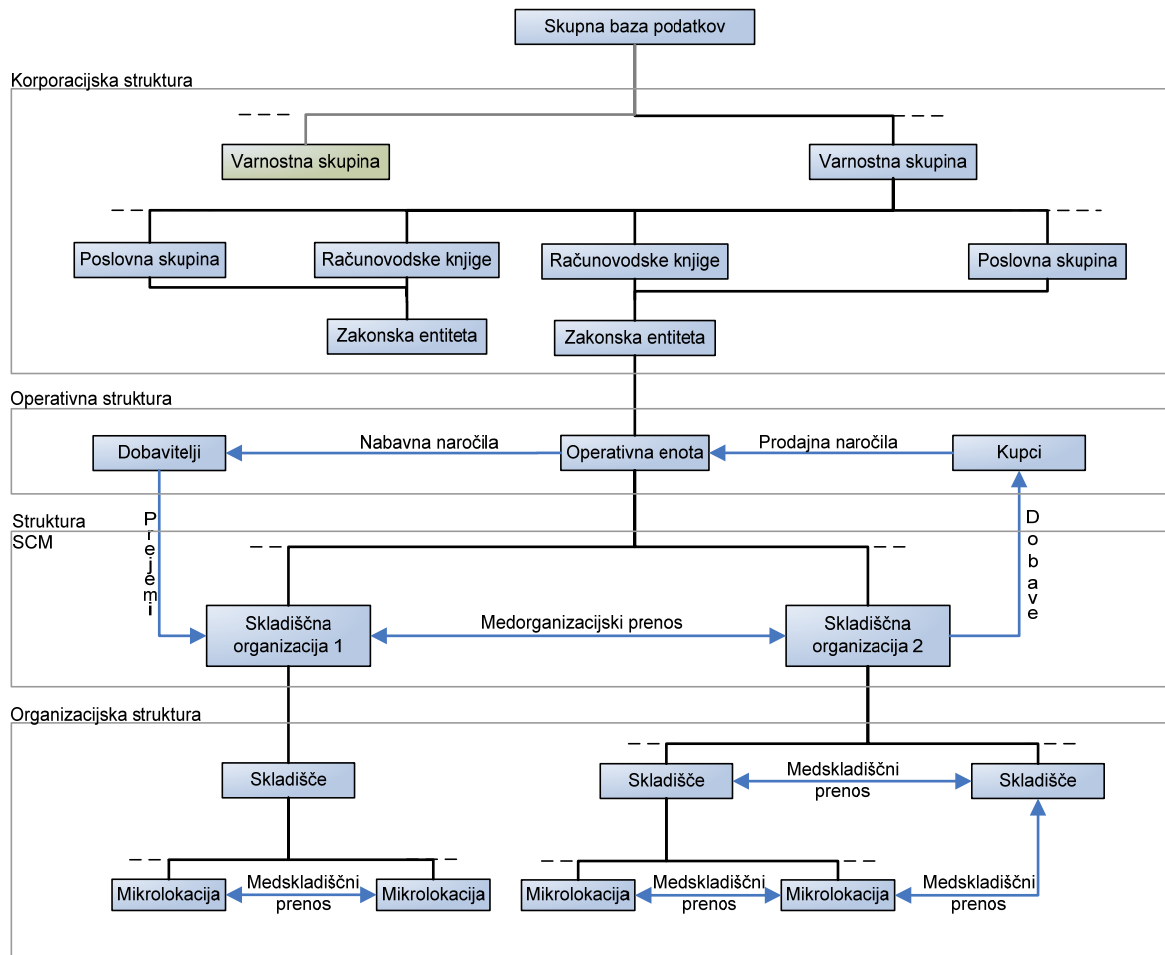 Skupna baza podatkov
Korporacijska struktura
Varnostna skupina
Varnostna skupina
Poslovna skupina
Računovodske knjige
Računovodske knjige
Poslovna skupina
Zakonska entiteta
Zakonska entiteta
Operativna struktura
Dobavitelji
Nabavna naročila
Operativna enota
Prodajna naročila
Kupci
Struktura
SCM
Prejemi
Dobave
Skladiščna
organizacija 1
Medorganizacijski prenos
Skladiščna
organizacija 2
Organizacijska struktura
Skladišče
Skladišče
Medskladiščni
prenos
Skladišče
Mikrolokacija
Medskladiščni
prenos
Mikrolokacija
Mikrolokacija
Medskladiščni
prenos
Mikrolokacija
Medskladiščni
prenos